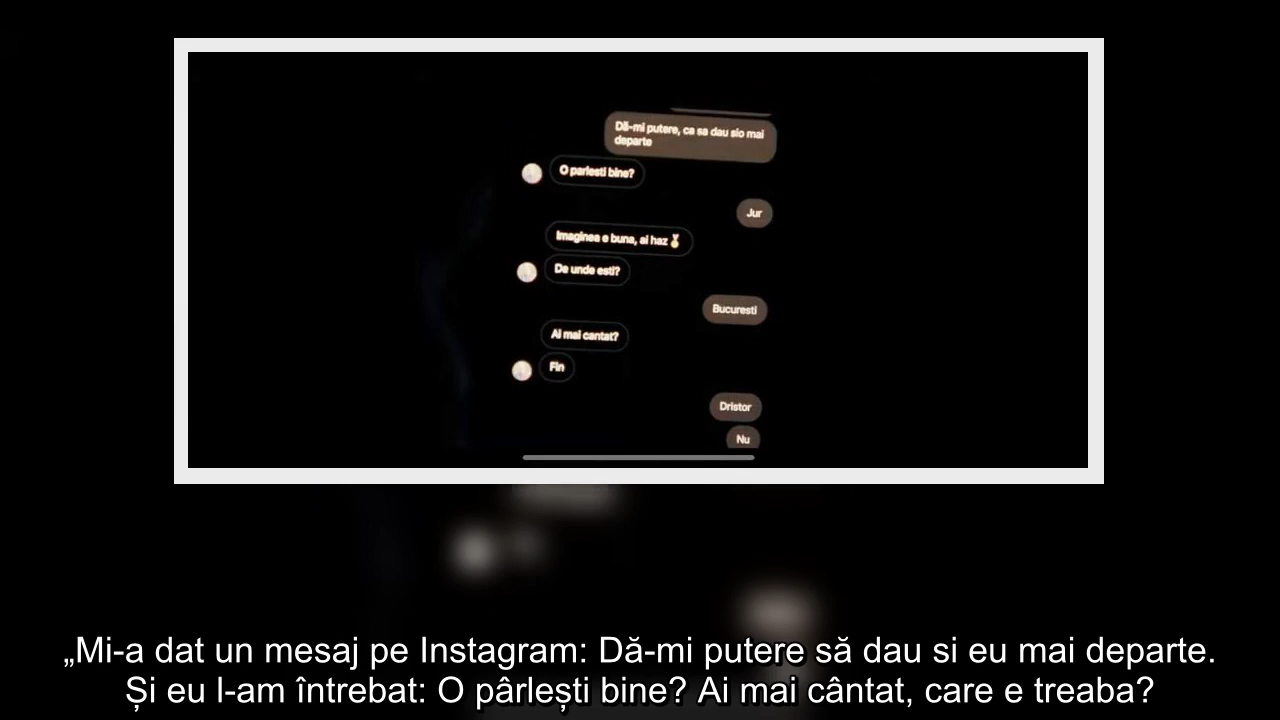 Dă-mi putere, ca sa dau sio mai
departe
O parlesti bine?
Jur
Imaginea e buna, ai haz🏅
De unde esti?
Bucuresti
Ai mai cantat?
Fin
Dristor
Nu
„Mi-a dat un mesaj pe Instagram: Dă-mi putere să dau si eu mai departe.
Și eu l-am întrebat: O pârlești bine? Ai mai cântat, care e treaba?